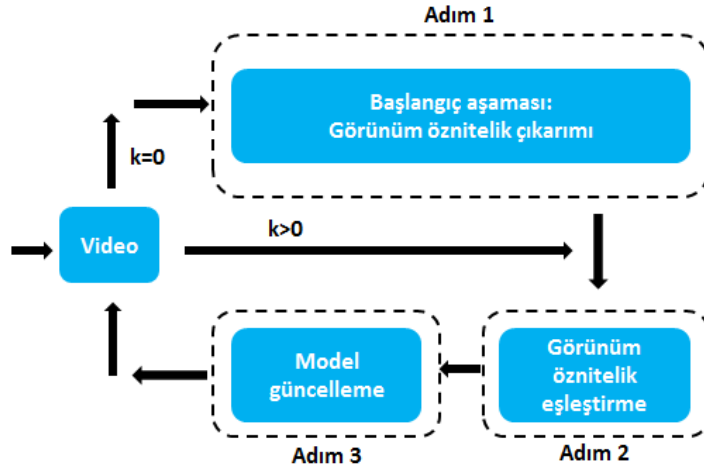 Adım 1
Başlangıç aşaması:
Görünüm öznitelik çıkarımı
k=0
Video
k>0
Model
güncelleme
Adım 3
Görünüm
öznitelik
eşleştirme
Adım 2